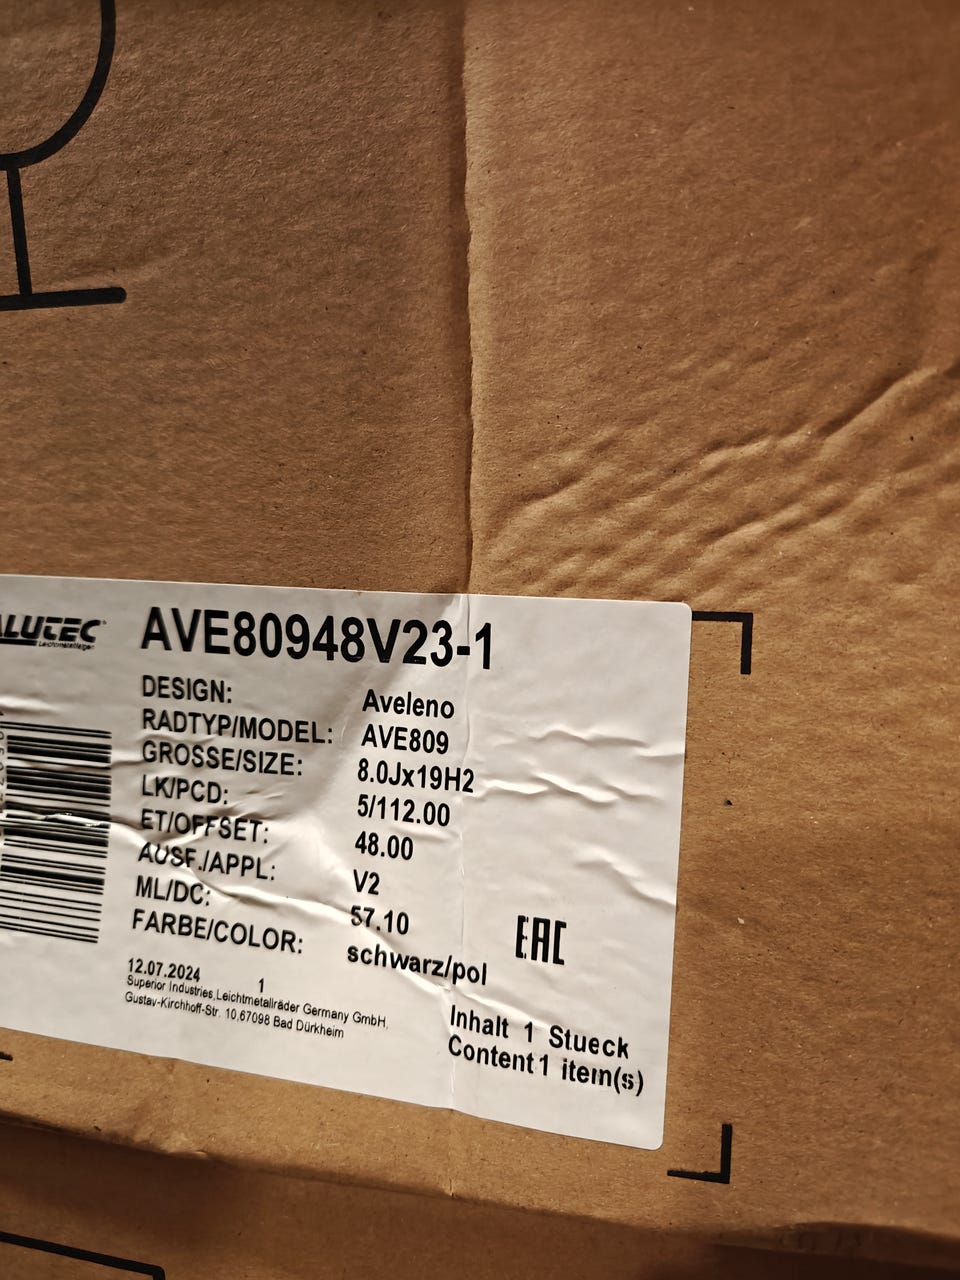 ALUTEC
Leichtmetallfelgen
AVE80948V23-1
DESIGN: Aveleno
RADTYP/MODEL: AVE809
GROSSE/SIZE: 8.0Jx19H2
LK/PCD: 5/112.00
ET/OFFSET: 48.00
AUSF./APPL: V2
ML/DC: 57.10
FARBE/COLOR: schwarz/pol
EAC
12.07.2024 1
Superior Industries Leichtmetallräder Germany GmbH,
Gustav-Kirchhoff-Str. 10,67098 Bad Dürkheim
Inhalt 1 Stueck
Content 1 item(s)